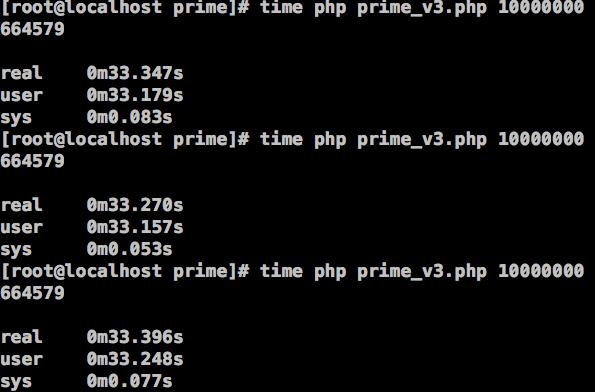 [root@localhost prime]# time php prime_v3.php 10000000
664579
real 0m33.347s
user 0m33.179s
sys 0m0.083s
[root@localhost prime]# time php prime_v3.php 10000000
664579
real 0m33.270s
user 0m33.157s
sys 0m0.053s
[root@localhost prime]# time php prime_v3.php 10000000
664579
real 0m33.396s
user 0m33.248s
sys 0m0.077s